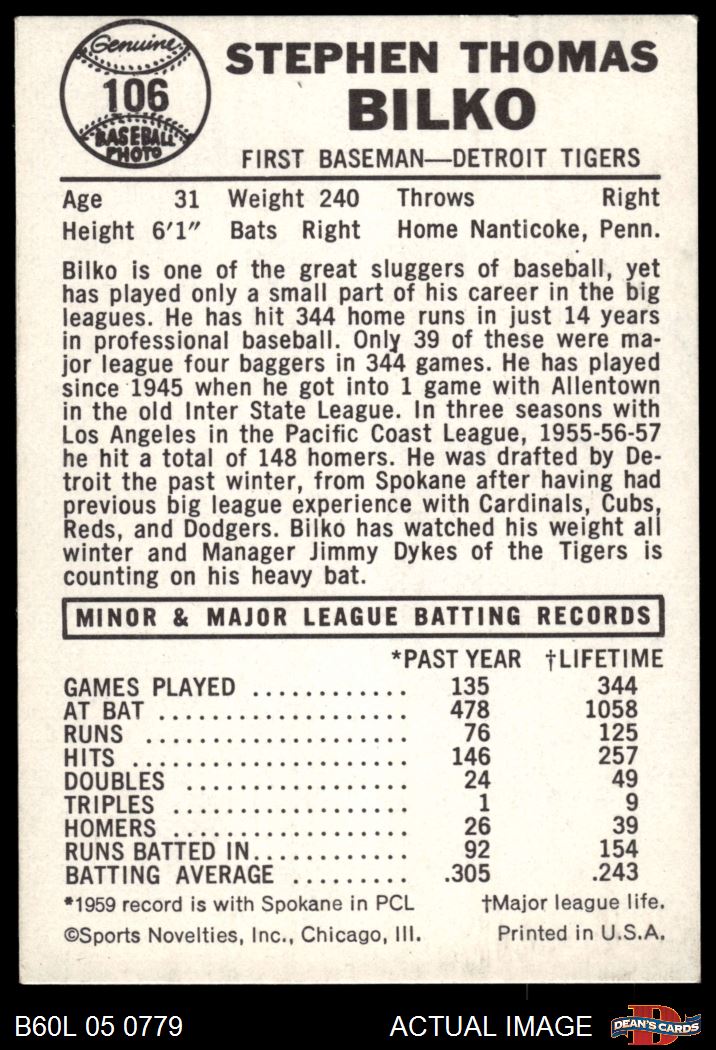 Genuine
106
BASEBALL
PHOTO
STEPHEN THOMAS
BILKO
FIRST BASEMAN—DETROIT TIGERS
Age 31 Weight 240 Throws Right
Height 6'1" Bats Right Home Nanticoke, Penn.
Bilko is one of the great sluggers of baseball, yet
has played only a small part of his career in the big
leagues. He has hit 344 home runs in just 14 years
in professional baseball. Only 39 of these were ma-
jor league four baggers in 344 games. He has played
since 1945 when he got into 1 game with Allentown
in the old Inter State League. In three seasons with
Los Angeles in the Pacific Coast League, 1955-56-57
he hit a total of 148 homers. He was drafted by De-
troit the past winter, from Spokane after having had
previous big league experience with Cardinals, Cubs,
Reds, and Dodgers. Bilko has watched his weight all
winter and Manager Jimmy Dykes of the Tigers is
counting on his heavy bat.
MINOR & MAJOR LEAGUE BATTING RECORDS
*PAST YEAR †LIFETIME
GAMES PLAYED ............ 135 344
AT BAT ................... 478 1058
RUNS .................... 76 125
HITS ..................... 146 257
DOUBLES ................. 24 49
TRIPLES .................. 1 9
HOMERS .................. 26 39
RUNS BATTED IN............ 92 154
BATTING AVERAGE ......... .305 .243
*1959 record is with Spokane in PCL †Major league life.
©Sports Novelties, Inc., Chicago, Ill. Printed in U.S.A.
B60L 05 0779 ACTUAL IMAGE DEAN'S CARDS